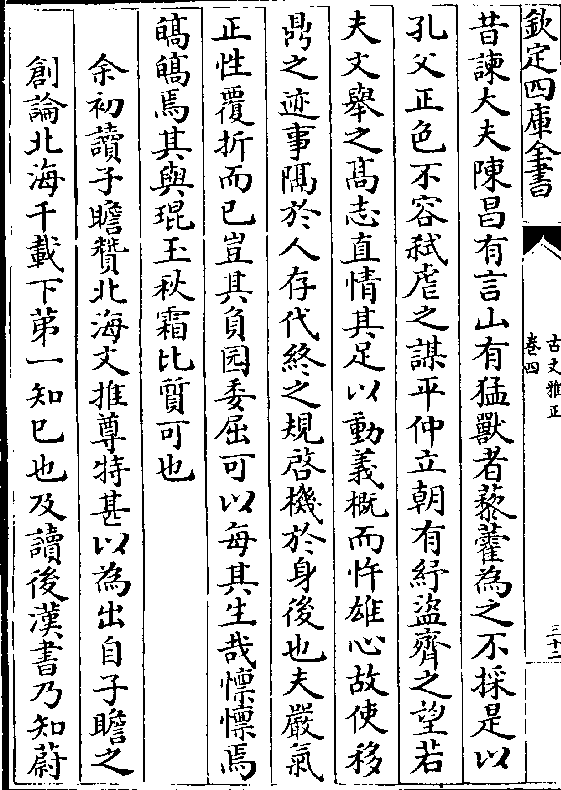 欽定四庫全書
古文雅正
卷四
三十二
昔諫大夫陳昌有言山有猛獸者藜藿為之不採是以
孔父正色不容弑虐之謀平仲立朝有紓盜齊之望若
夫文舉之高志直情其足以動義概而忤雄心故使移
鼎之迹事隔於人存代終之規啓機於身後也夫嚴氣
正性覆折而已豈其負园委屈可以每其生哉懍懍焉
皜皜焉其與琨玉秋霜比質可也
余初讀子瞻贊北海文推尊特甚以為出自子瞻之
創論北海千載下第一知已也及讀後漢書乃知蔚